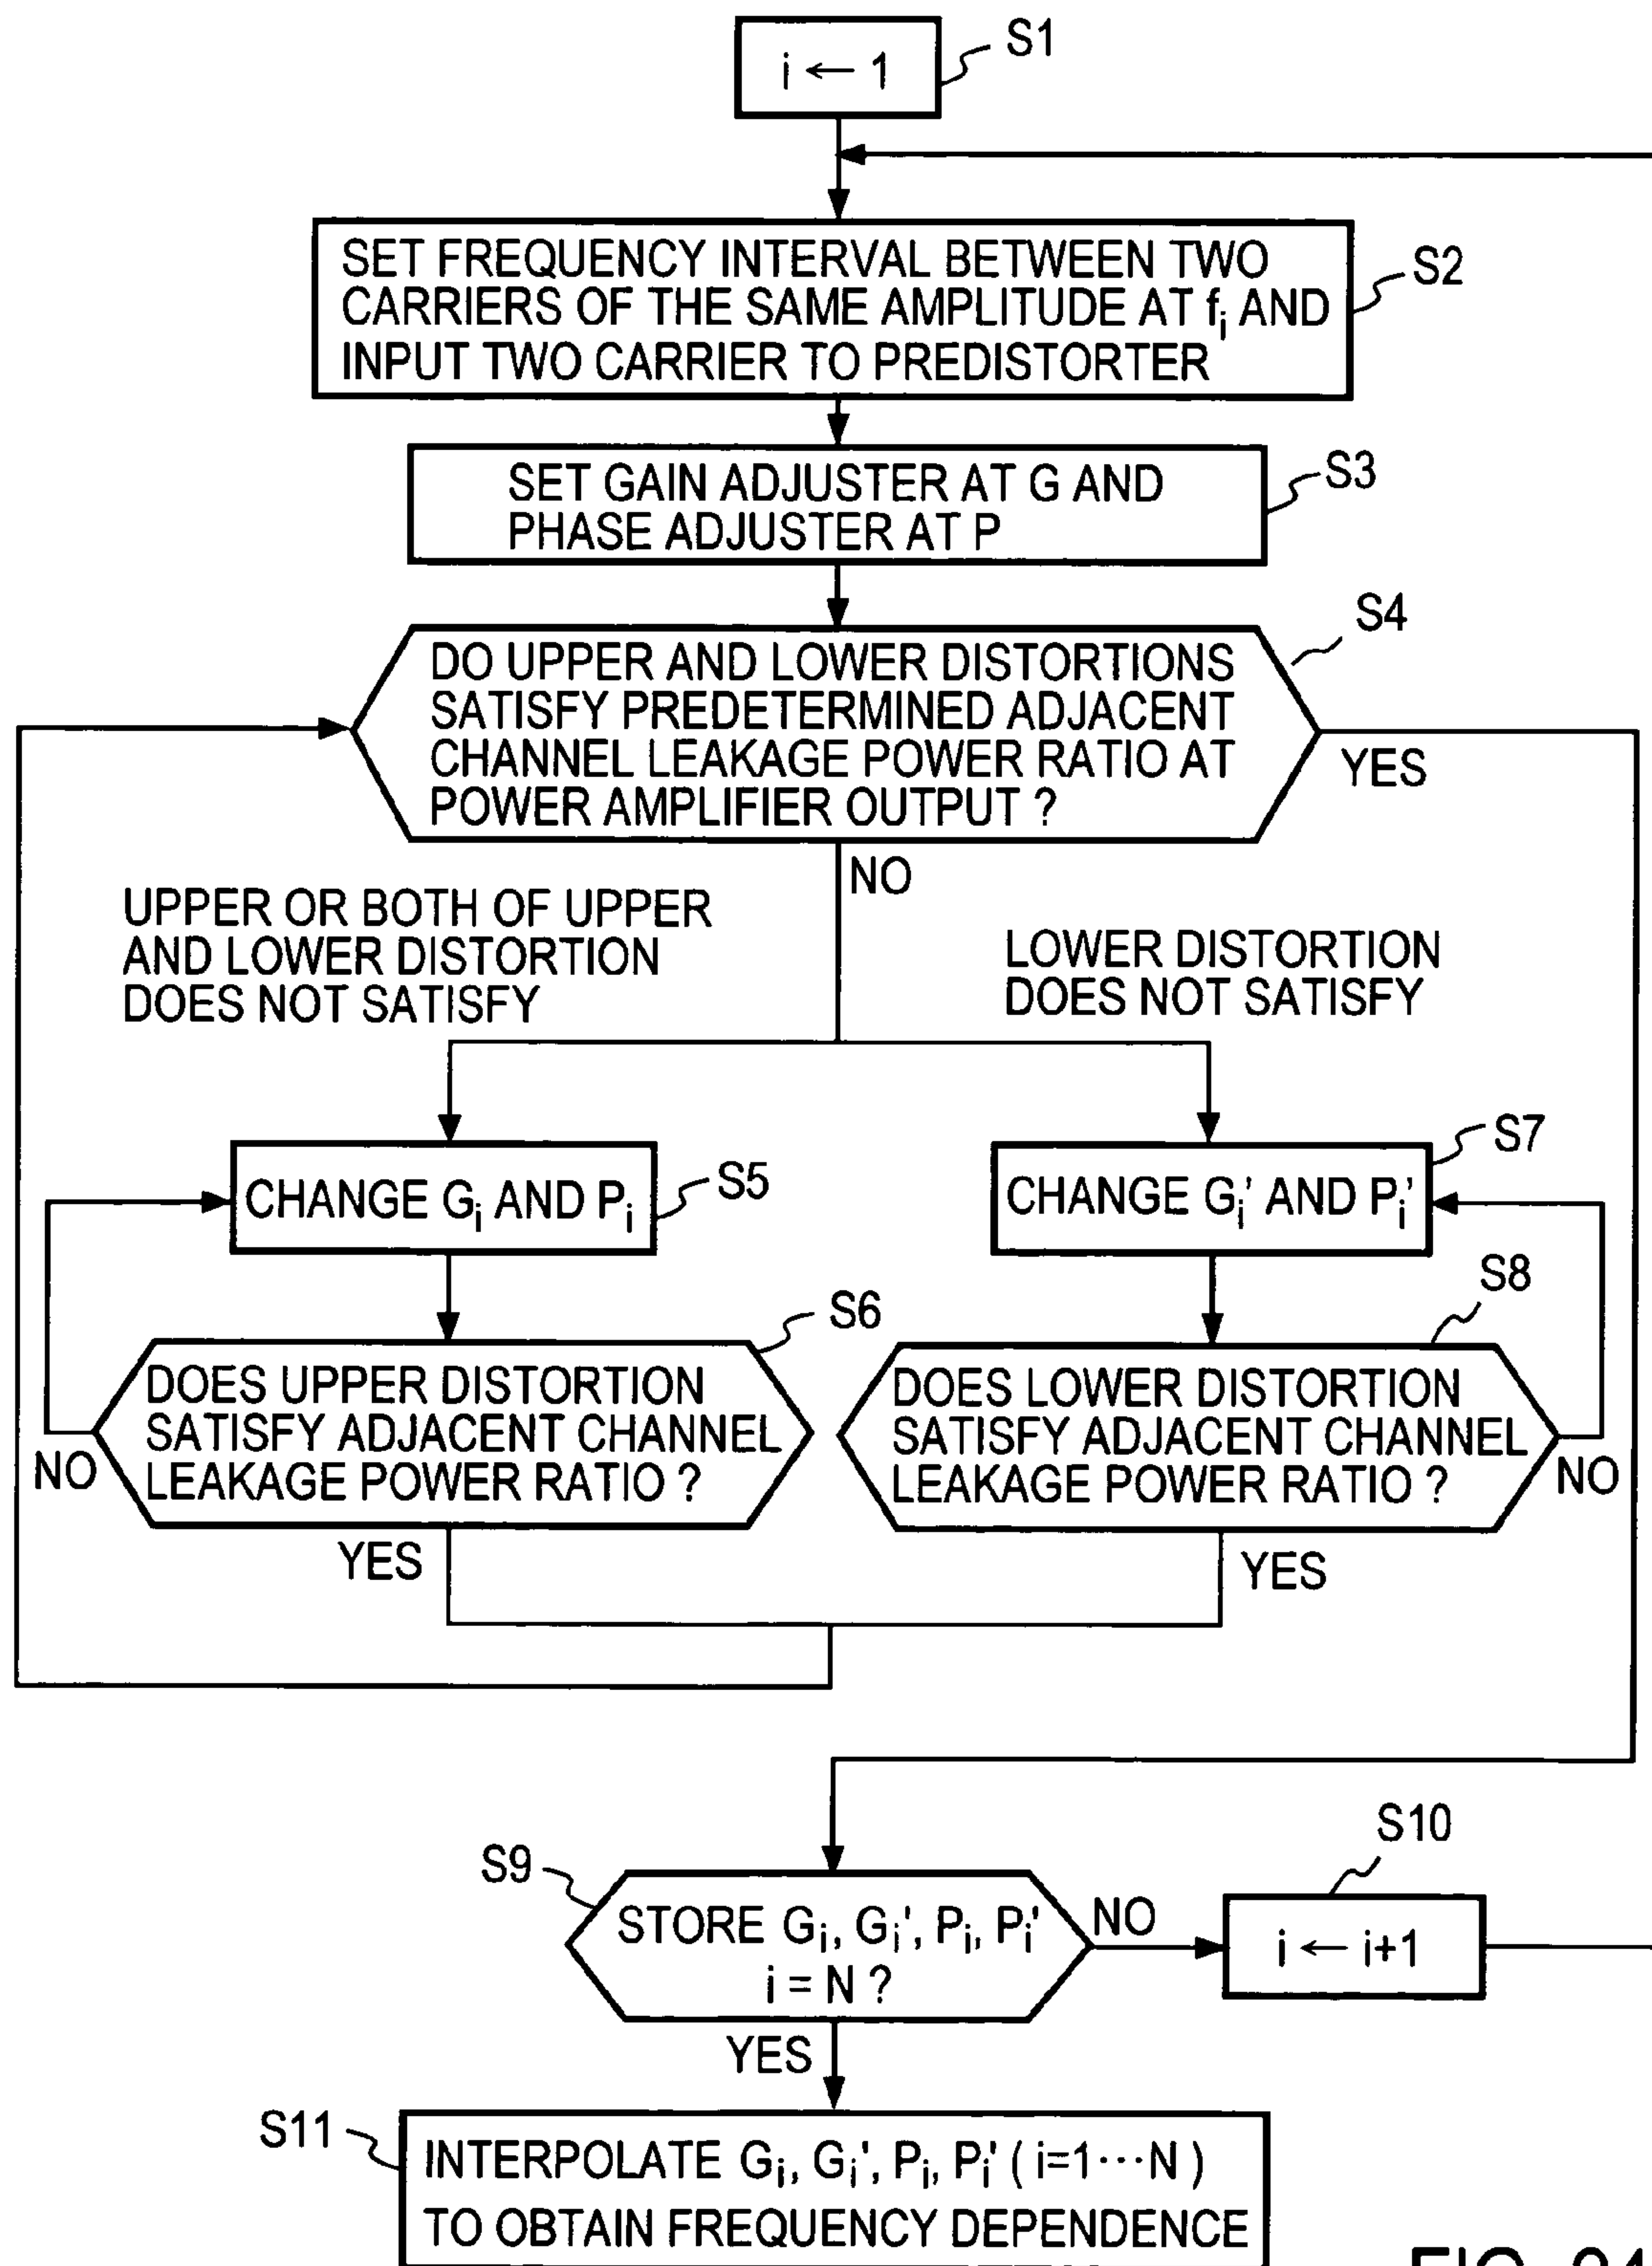 i ← 1
S1
SET FREQUENCY INTERVAL BETWEEN TWO
CARRIERS OF THE SAME AMPLITUDE AT fi AND
INPUT TWO CARRIER TO PREDISTORTER
S2
SET GAIN ADJUSTER AT G AND
PHASE ADJUSTER AT P
S3
S4
DO UPPER AND LOWER DISTORTIONS
SATISFY PREDETERMINED ADJACENT
CHANNEL LEAKAGE POWER RATIO AT
POWER AMPLIFIER OUTPUT ?
YES
NO
UPPER OR BOTH OF UPPER
AND LOWER DISTORTION
DOES NOT SATISFY
LOWER DISTORTION
DOES NOT SATISFY
CHANGE Gi AND Pi
S5
CHANGE Gi' AND Pi'
S7
S6
DOES UPPER DISTORTION
SATISFY ADJACENT CHANNEL
LEAKAGE POWER RATIO ?
NO
YES
S8
DOES LOWER DISTORTION
SATISFY ADJACENT CHANNEL
LEAKAGE POWER RATIO ?
NO
YES
S9
STORE Gi, Gi', Pi, Pi'
i = N ?
NO
S10
i ← i+1
YES
S11
INTERPOLATE Gi, Gi', Pi, Pi' ( i=1···N )
TO OBTAIN FREQUENCY DEPENDENCE